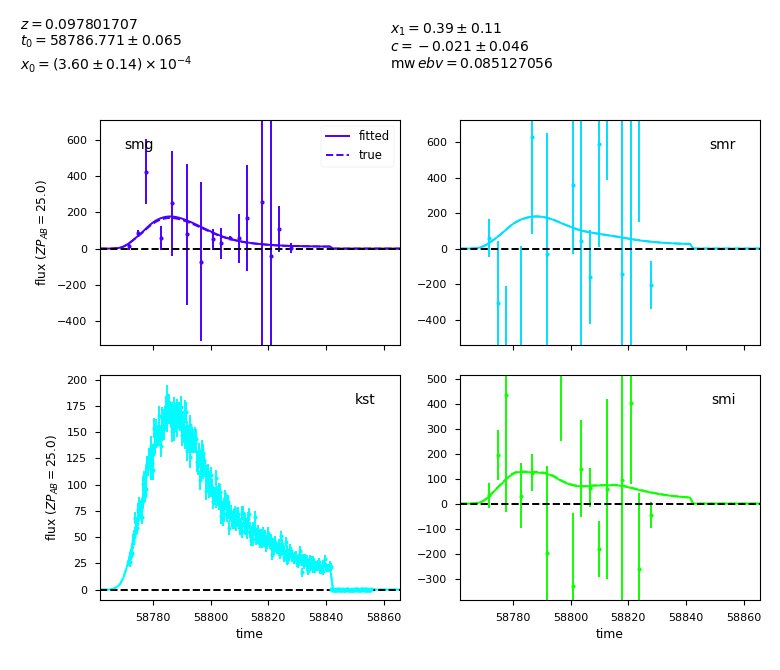 z = 0.097801707
t0 = 58786.771 ± 0.065
x0 = (3.60 ± 0.14) × 10⁻⁴
x1 = 0.39 ± 0.11
c = −0.021 ± 0.046
mw ebv = 0.085127056
smg
fitted
true
600
400
200
0
−200
−400
flux (ZP_AB = 25.0)
smr
600
400
200
0
−200
−400
kst
200
175
150
125
100
75
50
25
0
flux (ZP_AB = 25.0)
58780 58800 58820 58840 58860
time
smi
500
400
300
200
100
0
−100
−200
−300
58780 58800 58820 58840 58860
time